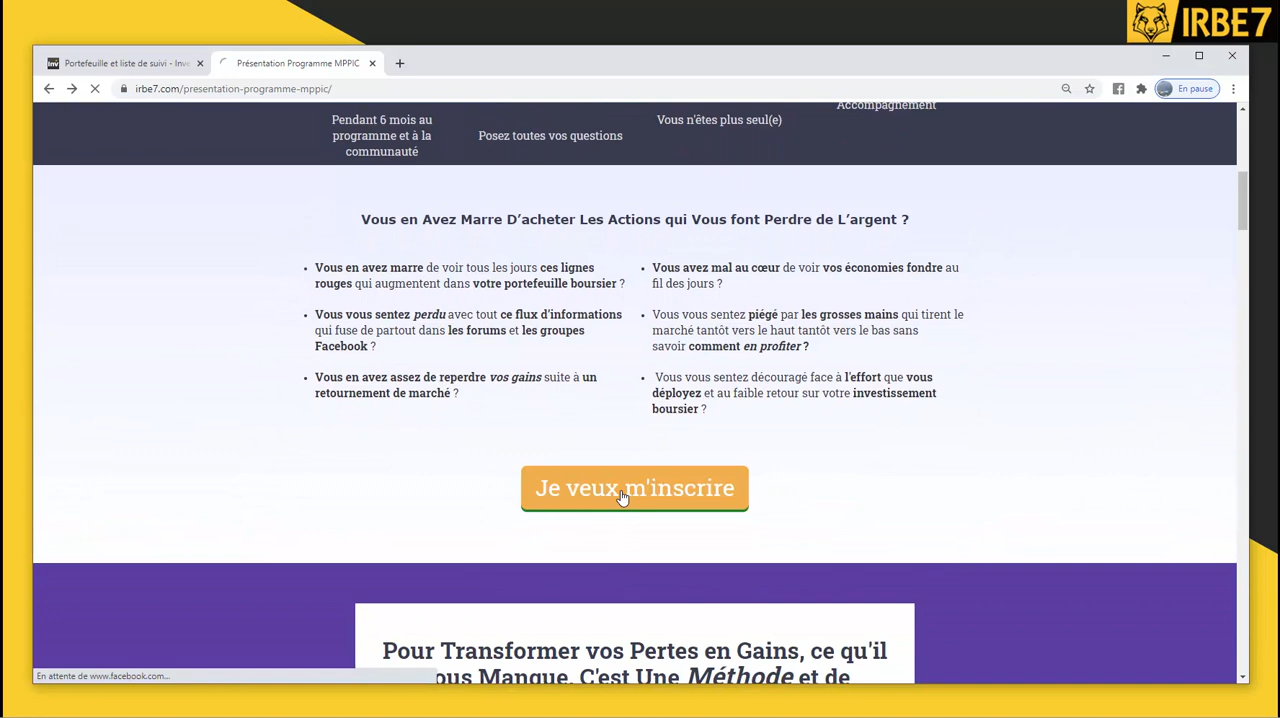 IRBE7
Inv Portefeuille et liste de suivi - Inve
Présentation Programme MPPIC
irbe7.com/presentation-programme-mppic/
En pause
Accompagnement
Pendant 6 mois au
programme et à la
communauté
Posez toutes vos questions
Vous n'êtes plus seul(e)
Vous en Avez Marre D’acheter Les Actions qui Vous font Perdre de L’argent ?
• Vous en avez marre de voir tous les jours ces lignes
rouges qui augmentent dans votre portefeuille boursier ?
• Vous vous sentez perdu avec tout ce flux d'informations
qui fuse de partout dans les forums et les groupes
Facebook ?
• Vous en avez assez de reperdre vos gains suite à un
retournement de marché ?
• Vous avez mal au cœur de voir vos économies fondre au
fil des jours ?
• Vous vous sentez piégé par les grosses mains qui tirent le
marché tantôt vers le haut tantôt vers le bas sans
savoir comment en profiter ?
• Vous vous sentez découragé face à l'effort que vous
déployez et au faible retour sur votre investissement
boursier ?
Je veux m'inscrire
Pour Transformer vos Pertes en Gains, ce qu'il
ous Manque, C'est Une Méthode et de
En attente de www.facebook.com...